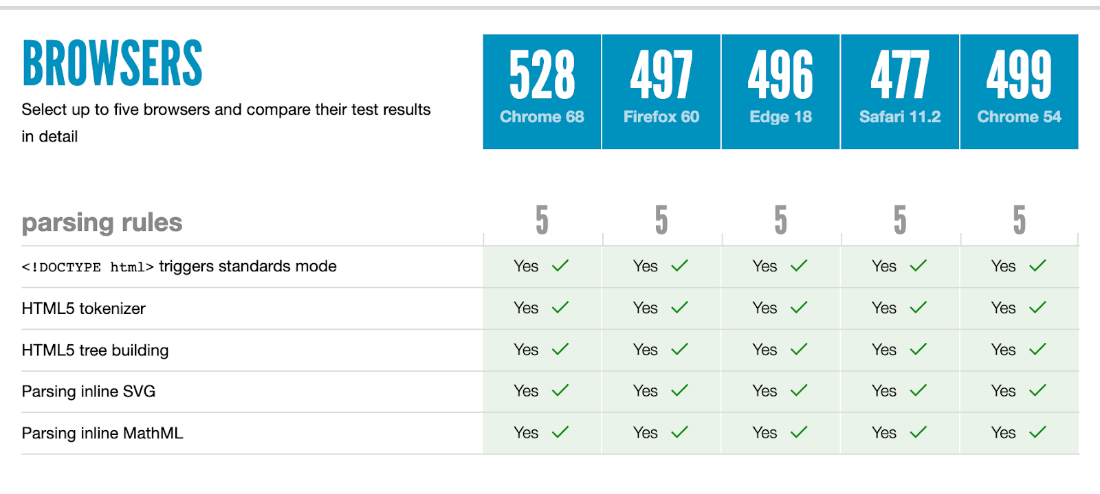 BROWSERS
Select up to five browsers and compare their test results
in detail
528 497 496 477 499
Chrome 68 Firefox 60 Edge 18 Safari 11.2 Chrome 54
parsing rules 5 5 5 5 5
<!DOCTYPE html> triggers standards mode Yes ✓ Yes ✓ Yes ✓ Yes ✓ Yes ✓
HTML5 tokenizer Yes ✓ Yes ✓ Yes ✓ Yes ✓ Yes ✓
HTML5 tree building Yes ✓ Yes ✓ Yes ✓ Yes ✓ Yes ✓
Parsing inline SVG Yes ✓ Yes ✓ Yes ✓ Yes ✓ Yes ✓
Parsing inline MathML Yes ✓ Yes ✓ Yes ✓ Yes ✓ Yes ✓